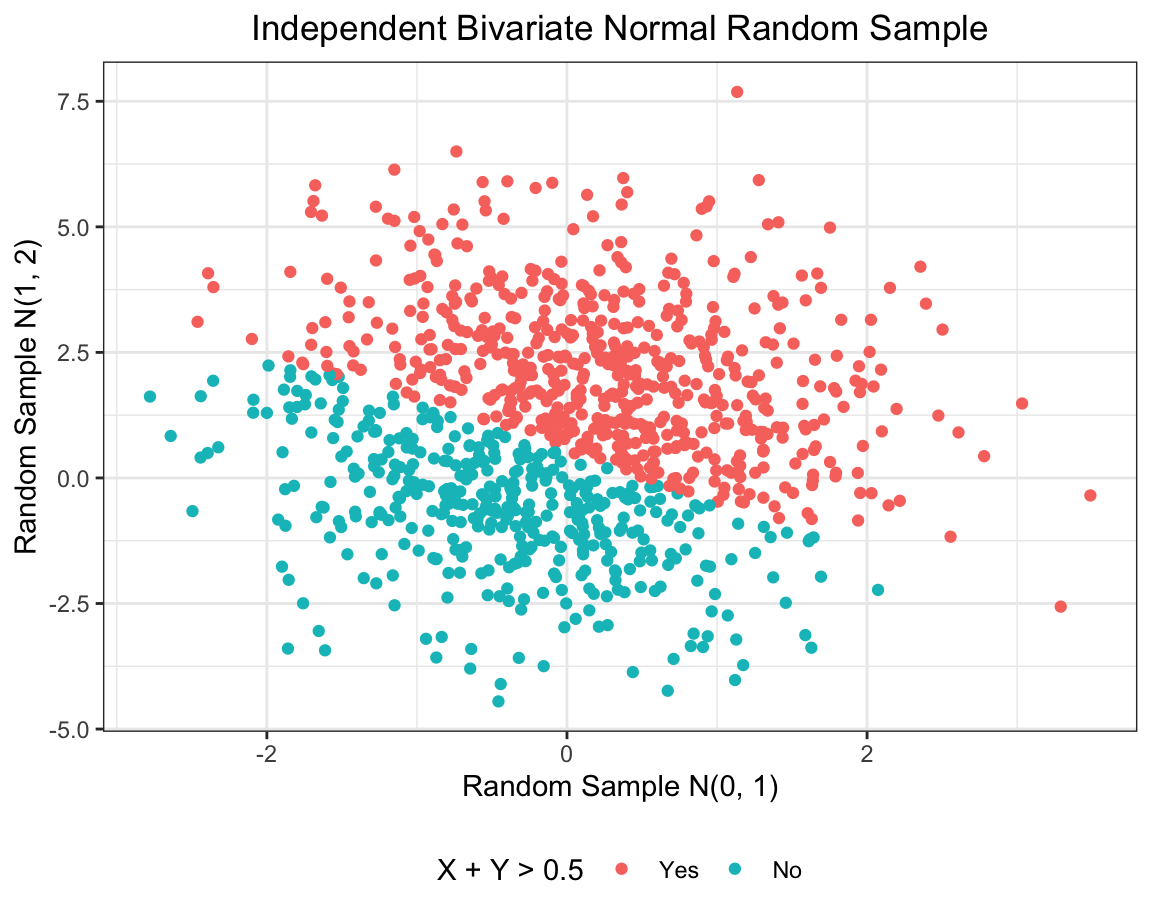 Independent Bivariate Normal Random Sample
Random Sample N(1, 2)
7.5
5.0
2.5
0.0
-2.5
-5.0
-2
0
2
Random Sample N(0, 1)
X + Y > 0.5 Yes No